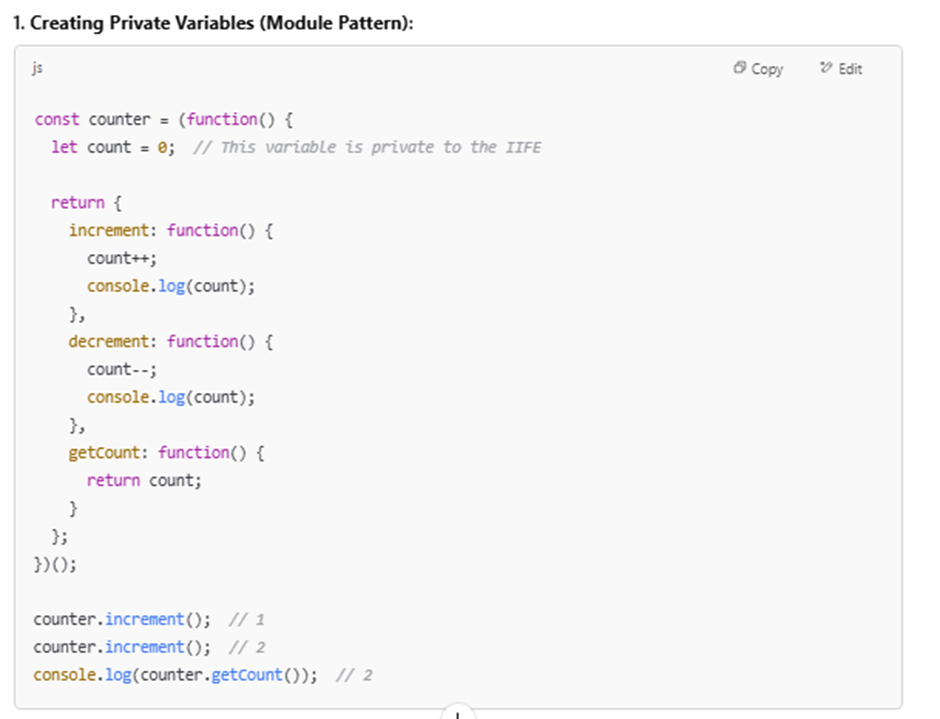 1. Creating Private Variables (Module Pattern):
js Copy Edit
const counter = (function() {
let count = 0; // This variable is private to the IIFE
return {
increment: function() {
count++;
console.log(count);
},
decrement: function() {
count--;
console.log(count);
},
getCount: function() {
return count;
}
};
})();
counter.increment(); // 1
counter.increment(); // 2
console.log(counter.getCount()); // 2